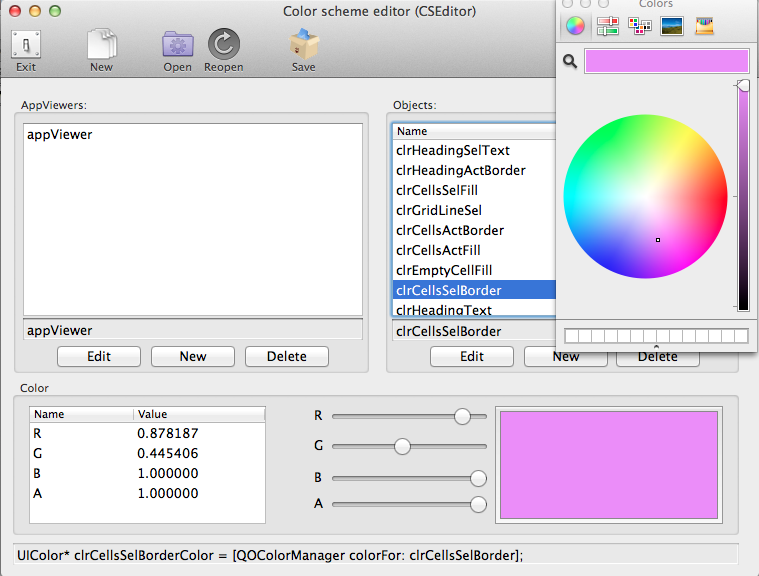 Color scheme editor (CSEditor)
Colors
Exit
New
Open
Reopen
Save
AppViewers:
appViewer
appViewer
Edit
New
Delete
Objects:
Name
clrHeadingSelText
clrHeadingActBorder
clrCellsSelFill
clrGridLineSel
clrCellsActBorder
clrCellsActFill
clrEmptyCellFill
clrCellsSelBorder
clrHeadingText
clrCellsSelBorder
Edit
New
Delete
Color
Name Value
R 0.878187
G 0.445406
B 1.000000
A 1.000000
R
G
B
A
UIColor* clrCellsSelBorderColor = [QOColorManager colorFor: clrCellsSelBorder];